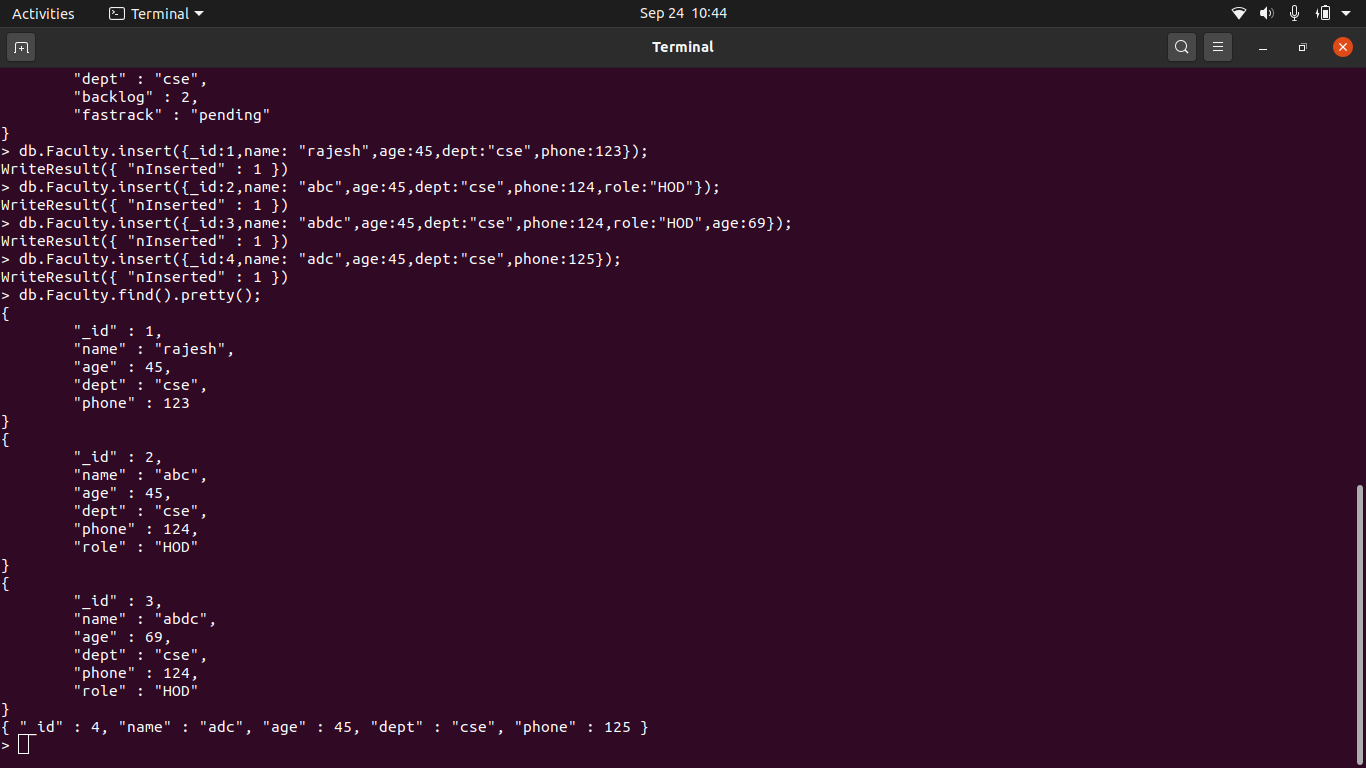 Activities Terminal Sep 24 10:44
Terminal
"dept" : "cse",
"backlog" : 2,
"fastrack" : "pending"
}
> db.Faculty.insert({_id:1,name: "rajesh",age:45,dept:"cse",phone:123});
WriteResult({ "nInserted" : 1 })
> db.Faculty.insert({_id:2,name: "abc",age:45,dept:"cse",phone:124,role:"HOD"});
WriteResult({ "nInserted" : 1 })
> db.Faculty.insert({_id:3,name: "abdc",age:45,dept:"cse",phone:124,role:"HOD",age:69});
WriteResult({ "nInserted" : 1 })
> db.Faculty.insert({_id:4,name: "adc",age:45,dept:"cse",phone:125});
WriteResult({ "nInserted" : 1 })
> db.Faculty.find().pretty();
{
"_id" : 1,
"name" : "rajesh",
"age" : 45,
"dept" : "cse",
"phone" : 123
}
{
"_id" : 2,
"name" : "abc",
"age" : 45,
"dept" : "cse",
"phone" : 124,
"role" : "HOD"
}
{
"_id" : 3,
"name" : "abdc",
"age" : 69,
"dept" : "cse",
"phone" : 124,
"role" : "HOD"
}
{ "_id" : 4, "name" : "adc", "age" : 45, "dept" : "cse", "phone" : 125 }
>